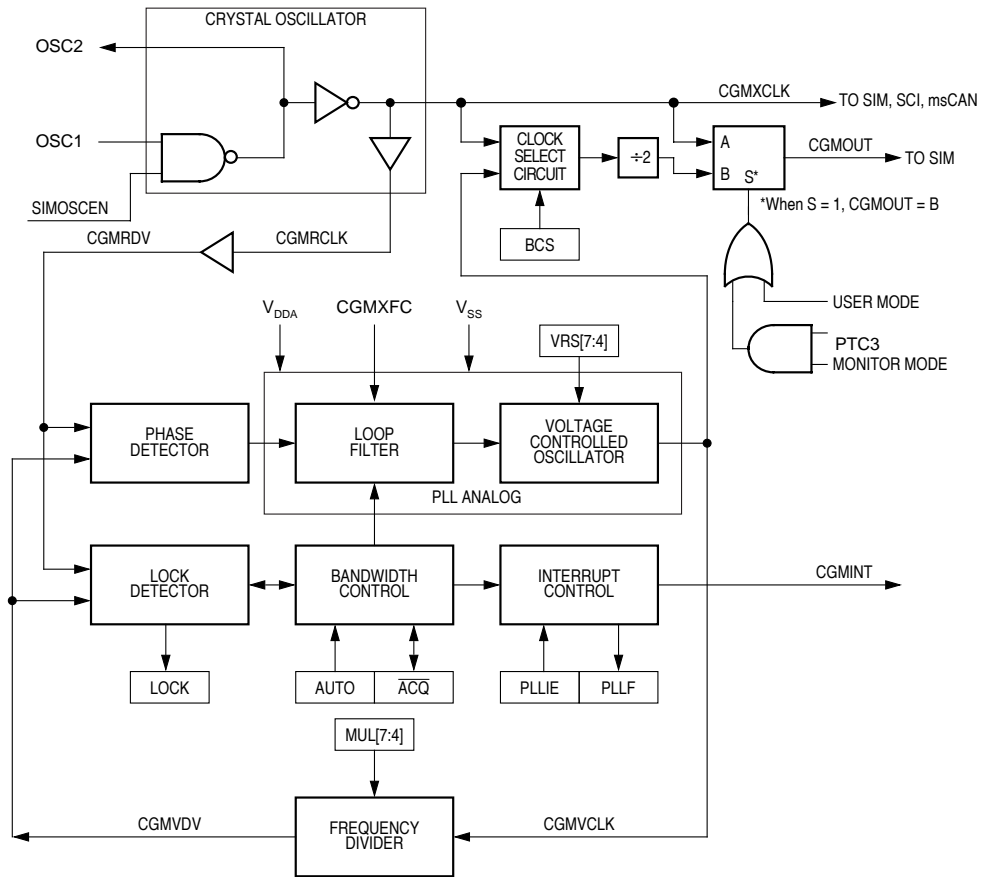 CRYSTAL OSCILLATOR
OSC2
CGMXCLK
TO SIM, SCI, msCAN
OSC1
CLOCK
SELECT
CIRCUIT
÷2
A
B
S*
CGMOUT
TO SIM
*When S = 1, CGMOUT = B
SIMOSCEN
CGMRDV
CGMRCLK
BCS
USER MODE
PTC3
MONITOR MODE
VDDA
CGMXFC
VSS
VRS[7:4]
PHASE
DETECTOR
LOOP
FILTER
VOLTAGE
CONTROLLED
OSCILLATOR
PLL ANALOG
LOCK
DETECTOR
BANDWIDTH
CONTROL
INTERRUPT
CONTROL
CGMINT
LOCK
AUTO
ACQ
PLLIE
PLLF
MUL[7:4]
CGMVDV
FREQUENCY
DIVIDER
CGMVCLK